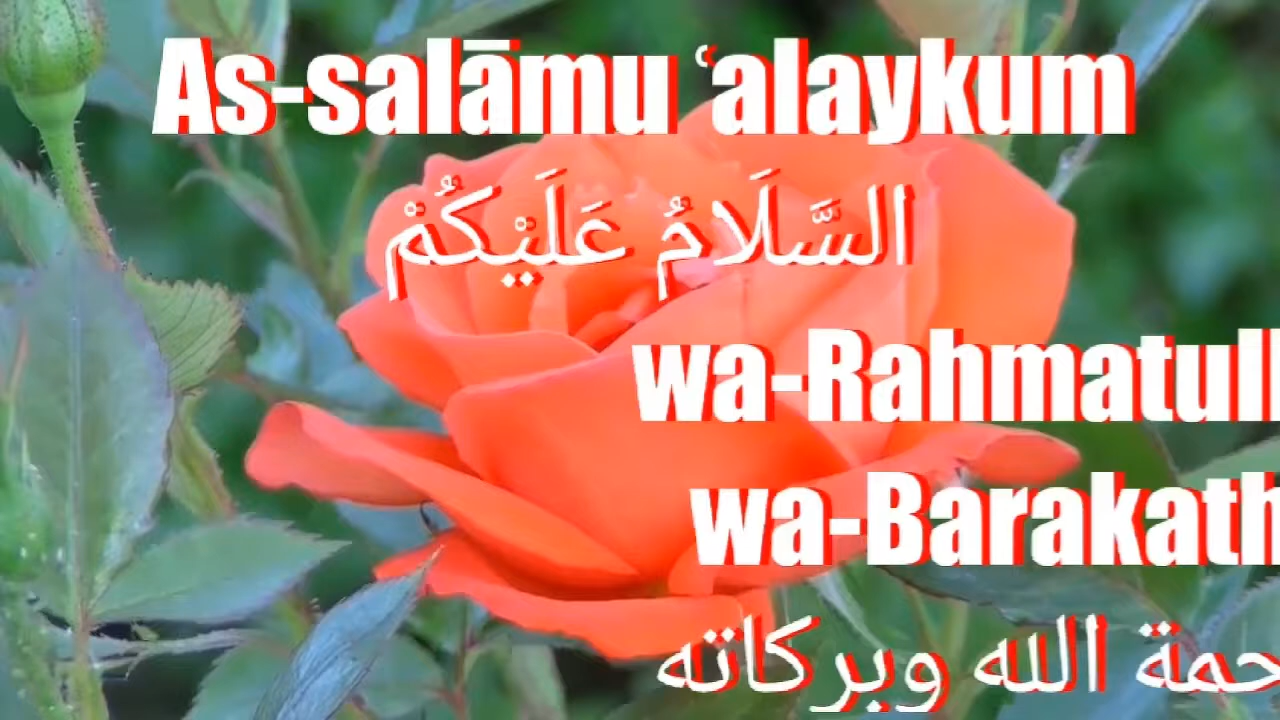 As-salāmu ʿalaykum
السَّلَامُ عَلَيْكُمْ
wa-Rahmatull
wa-Barakath
حمة الله وبركاته